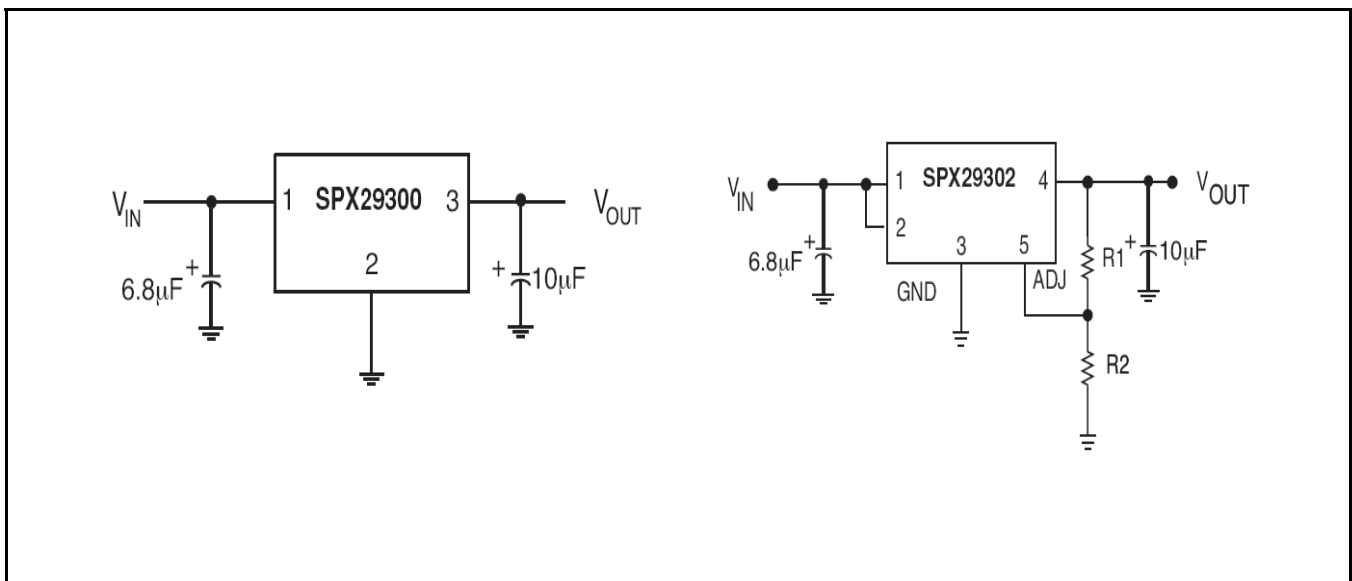 V_IN
1 SPX29300 3
V_OUT
2
+
6.8μF
+
10μF
V_IN
1 SPX29302 4
V_OUT
2
3 5
+
6.8μF
GND
ADJ
R1
+
10μF
R2